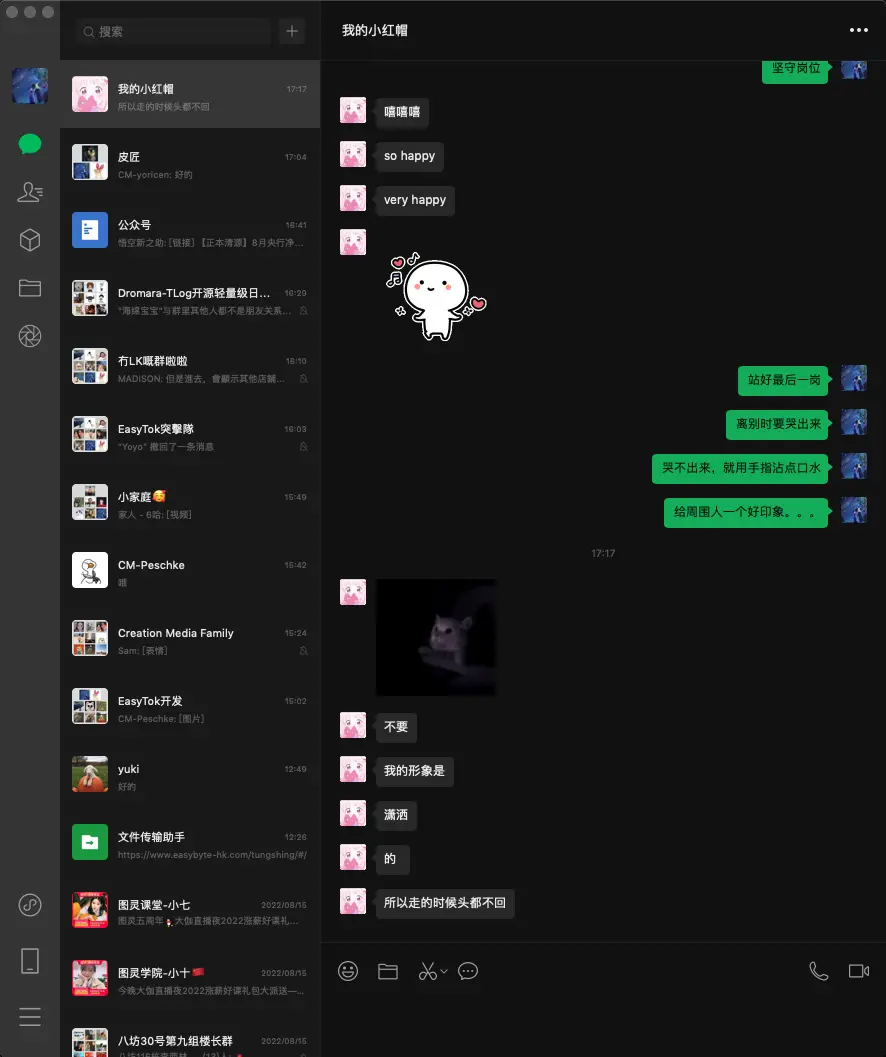 搜索
我的小红帽
17:17
所以走的时候头都不回
皮匠
17:04
CM-yoricen: 好的
公众号
16:41
悟空新之助: [链接] 【正本清源】8月央行净...
Dromara-TLog开源轻量级日...
16:29
"海绵宝宝"与群里其他人都不是朋友关系...
冇LK嘅群啦啦
16:10
MADISON: 但是進去，會顯示其他店舖...
EasyTok突擊隊
16:03
"Yoyo" 撤回了一条消息
小家庭🥰
15:49
家人 - 6哈: [视频]
CM-Peschke
15:42
哦
Creation Media Family
15:24
Sam: [表情]
EasyTok开发
15:02
CM-Peschke: [图片]
yuki
12:49
好的
文件传输助手
12:26
https://www.easybyte-hk.com/tungshing/#/
图灵课堂-小七
2022/08/15
图灵五周年💃大伽直播夜2022涨薪好课礼...
图灵学院-小十🇨🇳
2022/08/15
今晚大伽直播夜2022涨薪好课礼包大派送—...
八坊30号第九组楼长群
2022/08/15
我的小红帽
坚守岗位
嘻嘻嘻
so happy
very happy
站好最后一岗
离别时要哭出来
哭不出来，就用手指沾点口水
给周围人一个好印象。。。
17:17
不要
我的形象是
潇洒
的
所以走的时候头都不回